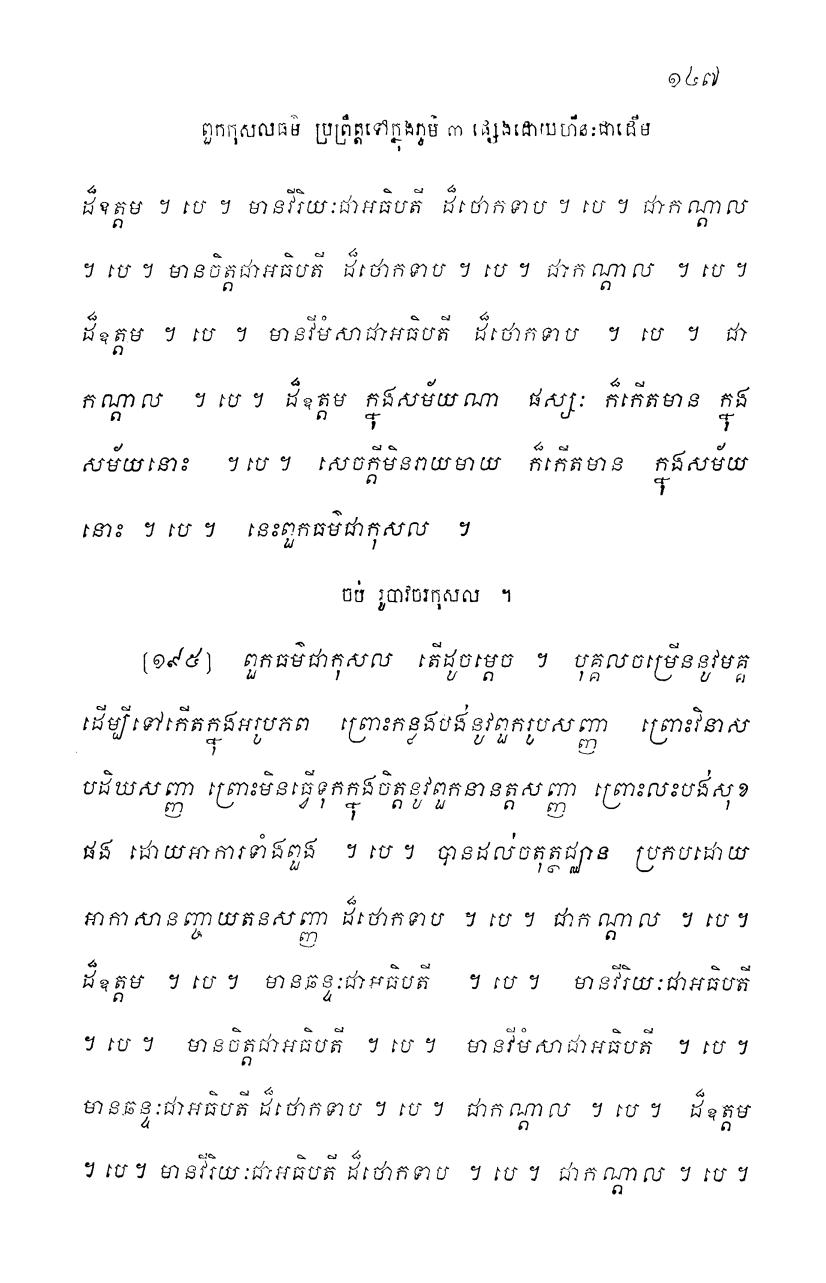 ១៤៧
ពួកកុសលធម៌ ប្រព្រឹត្តទៅក្នុងភូមិ ៣ ផ្សេងដោយហីនៈជាដើម
ដ៏ឧត្តម ។ បេ ។ មានវីរិយៈជាអធិបតី ដ៏ថោកទាប ។ បេ ។ ជាកណ្តាល
។ បេ ។ មានចិត្តជាអធិបតី ដ៏ថោកទាប ។ បេ ។ ជាកណ្តាល ។ បេ ។
ដ៏ឧត្តម ។ បេ ។ មានវីមំសាជាអធិបតី ដ៏ថោកទាប ។ បេ ។ ជា
កណ្តាល ។ បេ ។ ដ៏ឧត្តម ក្នុងសម័យណា ផស្សៈ ក៏កើតមាន ក្នុង
សម័យនោះ ។ បេ ។ សេចក្តីមិនរាយមាយ ក៏កើតមាន ក្នុងសម័យ
នោះ ។ បេ ។ នេះពួកធម៌ជាកុសល ។
ចប់ រូបាវចរកុសល ។
[១៩៥] ពួកធម៌ជាកុសល តើដូចម្តេច ។ បុគ្គលចម្រើននូវមគ្គ
ដើម្បីទៅកើតក្នុងអរូបភព ព្រោះកន្លងបង់នូវពួករូបសញ្ញា ព្រោះវិនាស
បដិឃសញ្ញា ព្រោះមិនធ្វើទុកក្នុងចិត្តនូវពួកនានត្តសញ្ញា ព្រោះលះបង់សុខ
ផង ដោយអាការទាំងពួង ។ បេ ។ បានដល់ចតុត្ថជ្ឈាន ប្រកបដោយ
អាកាសានញ្ចាយតនសញ្ញា ដ៏ថោកទាប ។ បេ ។ ជាកណ្តាល ។ បេ ។
ដ៏ឧត្តម ។ បេ ។ មានឆន្ទៈជាអធិបតី ។ បេ ។ មានវីរិយៈជាអធិបតី
។ បេ ។ មានចិត្តជាអធិបតី ។ បេ ។ មានវីមំសាជាអធិបតី ។ បេ ។
មានឆន្ទៈជាអធិបតី ដ៏ថោកទាប ។ បេ ។ ជាកណ្តាល ។ បេ ។ ដ៏ឧត្តម
។ បេ ។ មានវីរិយៈជាអធិបតី ដ៏ថោកទាប ។ បេ ។ ជាកណ្តាល ។ បេ ។